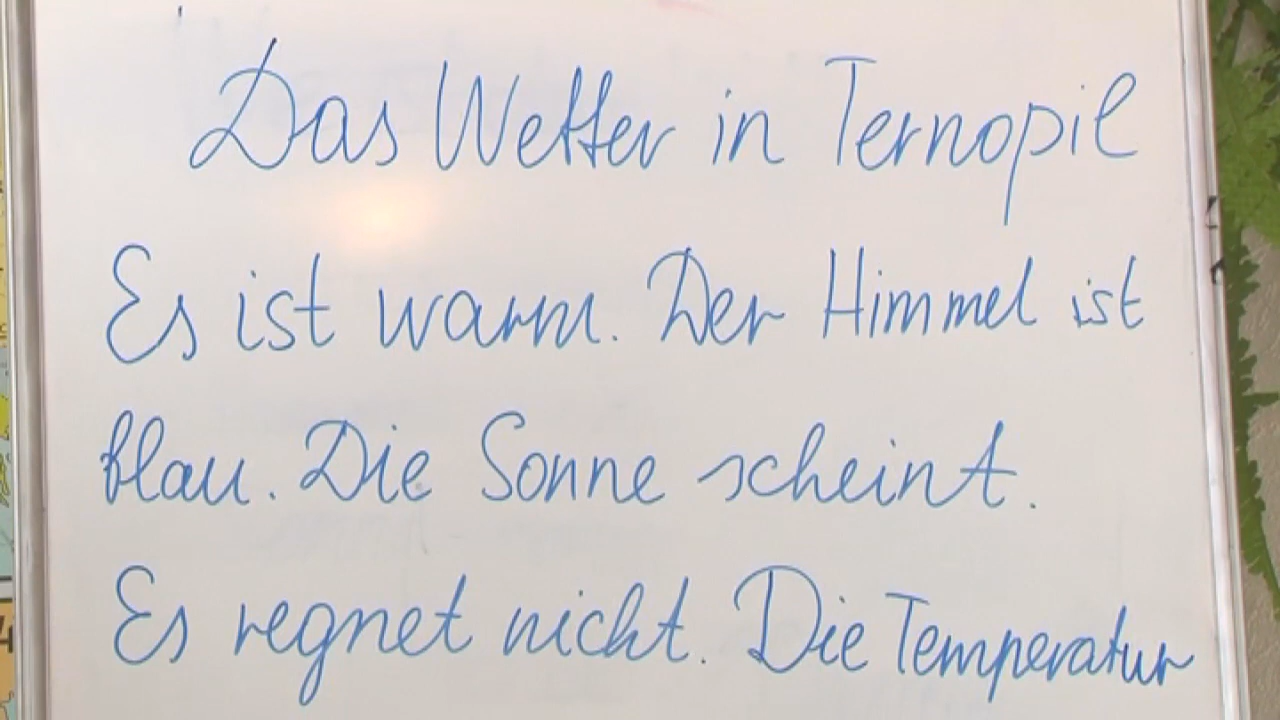 Das Wetter in Ternopil
Es ist warm. Der Himmel ist
blau. Die Sonne scheint.
Es regnet nicht. Die Temperatur